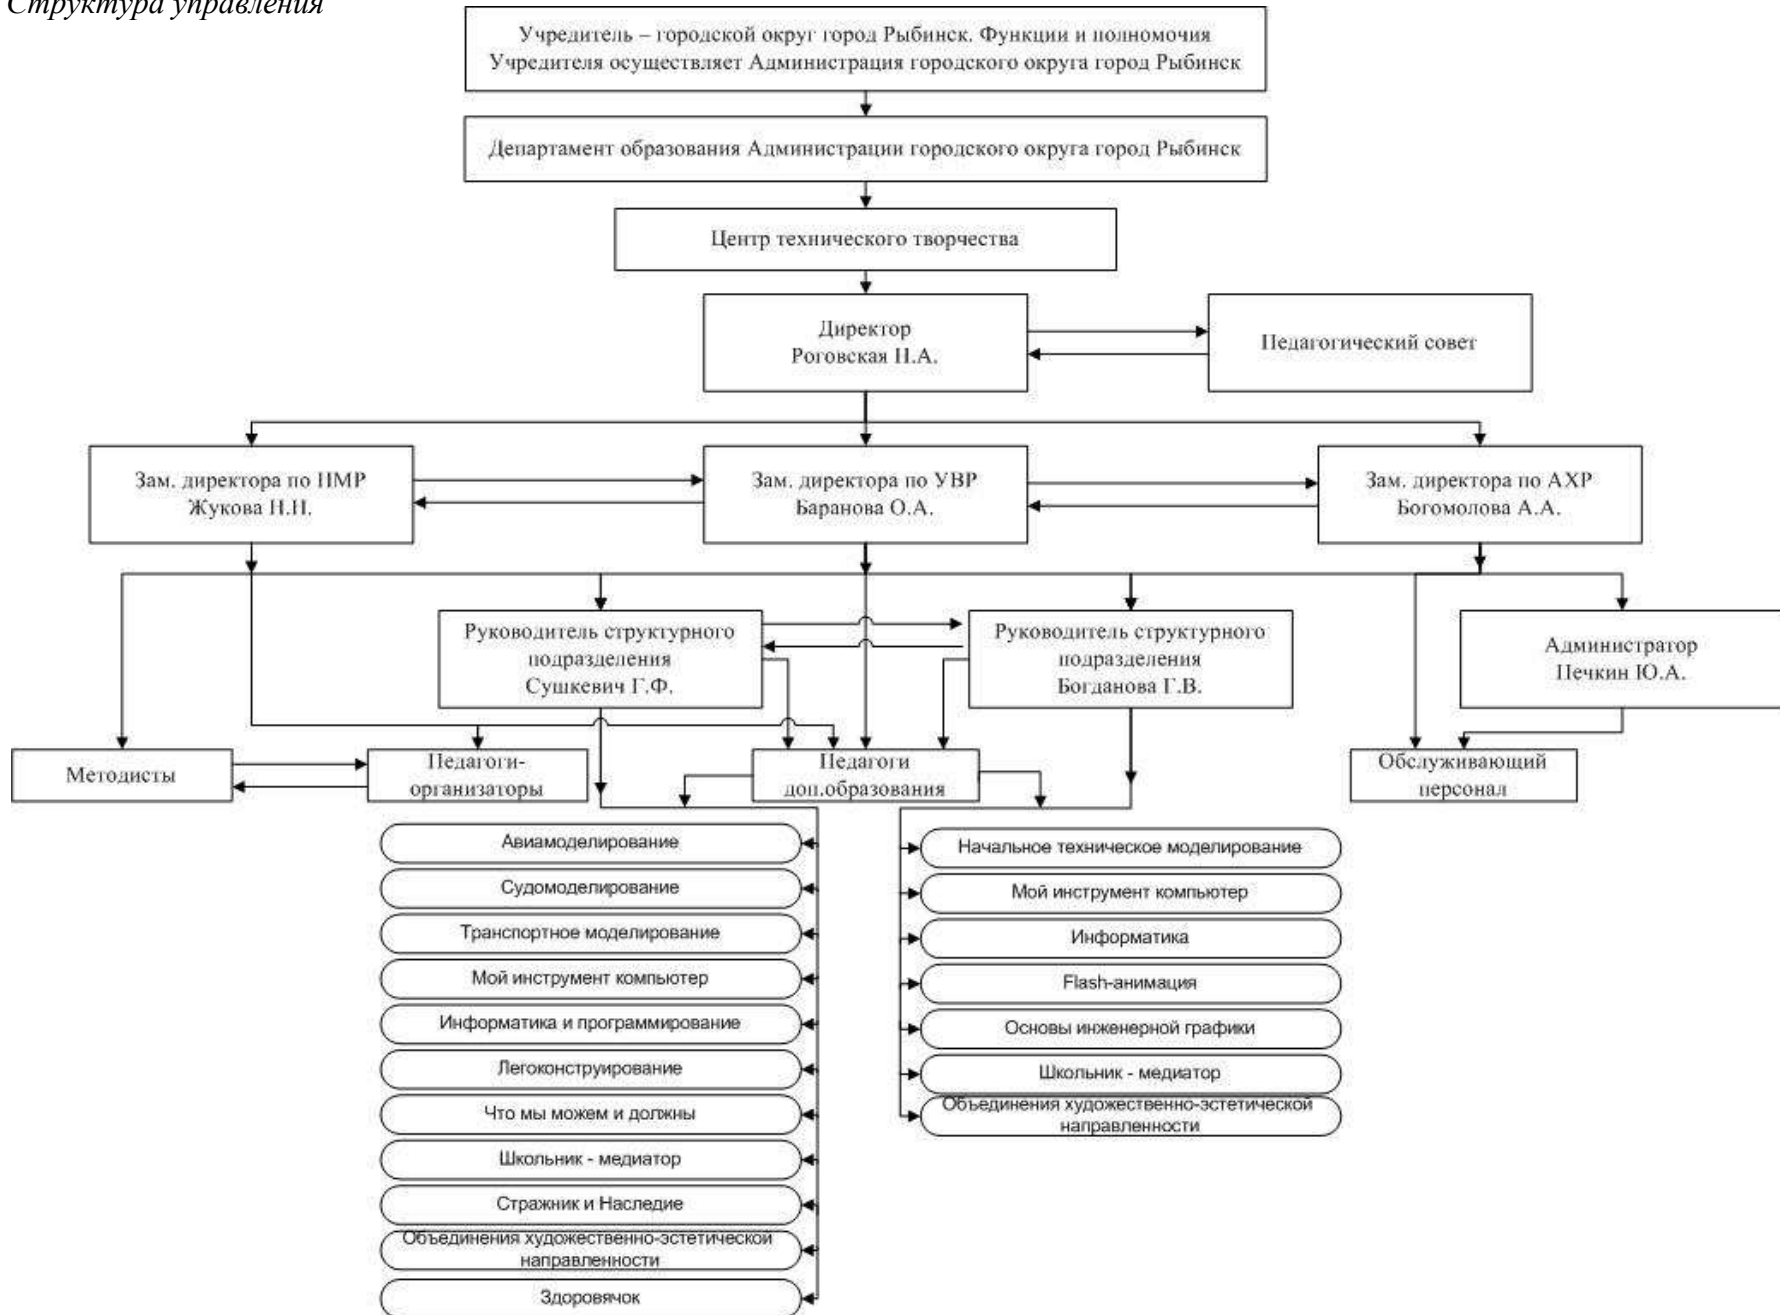 Структура управления
Учредитель – городской округ город Рыбинск. Функции и полномочия
Учредителя осуществляет Администрация городского округа город Рыбинск
Департамент образования Администрации городского округа город Рыбинск
Центр технического творчества
Директор
Роговская Н.А.
Педагогический совет
Зам. директора по НМР
Жукова Н.Н.
Зам. директора по УВР
Баранова О.А.
Зам. директора по АХР
Богомолова А.А.
Руководитель структурного
подразделения
Сушкевич Г.Ф.
Руководитель структурного
подразделения
Богданова Г.В.
Администратор
Печкин Ю.А.
Методисты
Педагоги-
организаторы
Педагоги
доп.образования
Обслуживающий
персонал
Авиамоделирование
Судомоделирование
Транспортное моделирование
Мой инструмент компьютер
Информатика и программирование
Легоконструирование
Что мы можем и должны
Школьник - медиатор
Стражник и Наследие
Объединения художественно-эстетической
направленности
Здоровячок
Начальное техническое моделирование
Мой инструмент компьютер
Информатика
Flash-анимация
Основы инженерной графики
Школьник - медиатор
Объединения художественно-эстетической
направленности